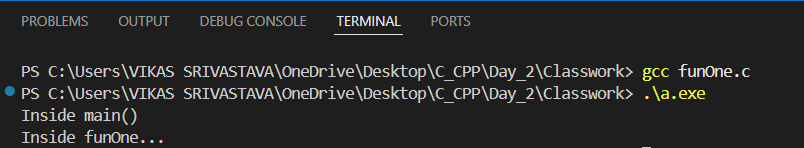 PROBLEMS OUTPUT DEBUG CONSOLE TERMINAL PORTS
PS C:\Users\VIKAS SRIVASTAVA\OneDrive\Desktop\C_CPP\Day_2\Classwork> gcc funOne.c
PS C:\Users\VIKAS SRIVASTAVA\OneDrive\Desktop\C_CPP\Day_2\Classwork> .\a.exe
Inside main()
Inside funOne...